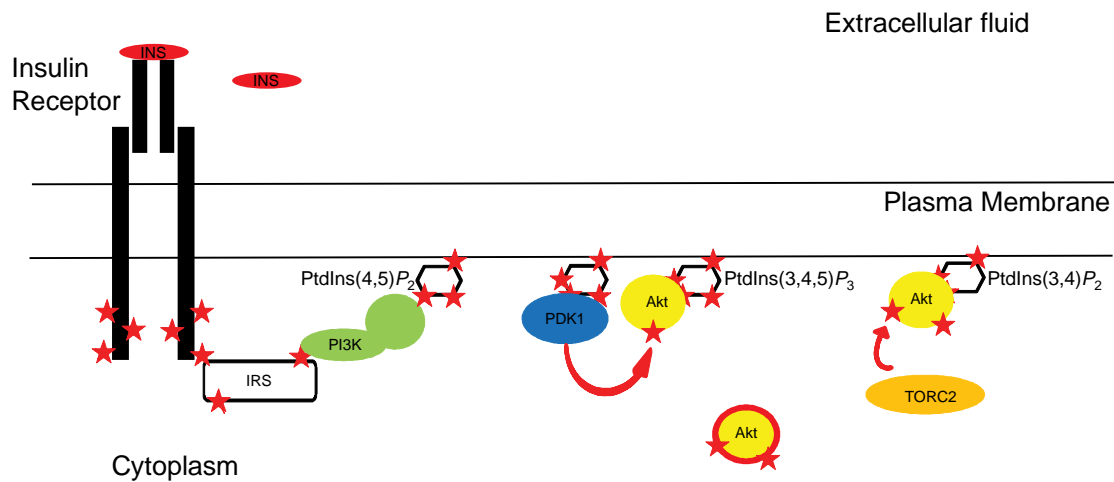 Extracellular fluid
INS
Insulin
Receptor
INS
Plasma Membrane
PtdIns(4,5)P2
PtdIns(3,4,5)P3
PtdIns(3,4)P2
Akt
Akt
PDK1
PI3K
IRS
TORC2
Akt
Cytoplasm